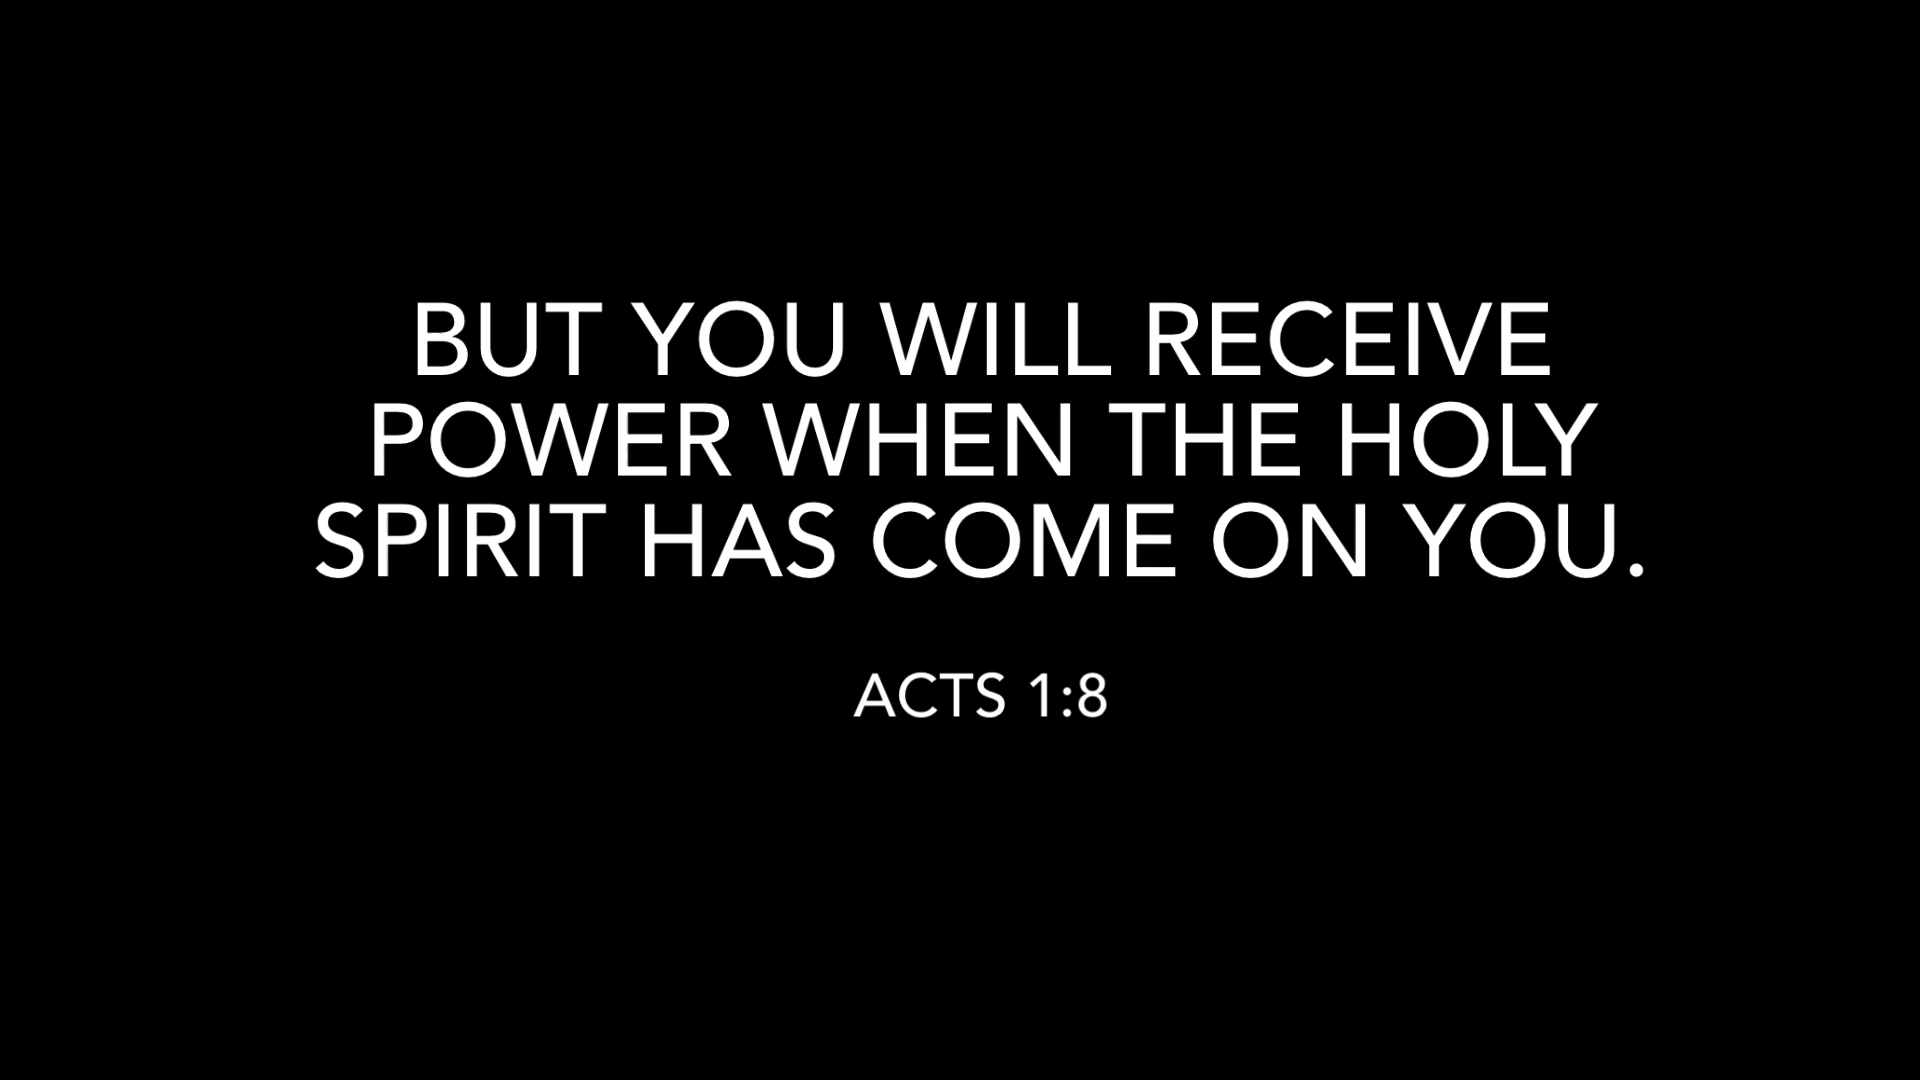 BUT YOU WILL RECEIVE
POWER WHEN THE HOLY
SPIRIT HAS COME ON YOU.
ACTS 1:8